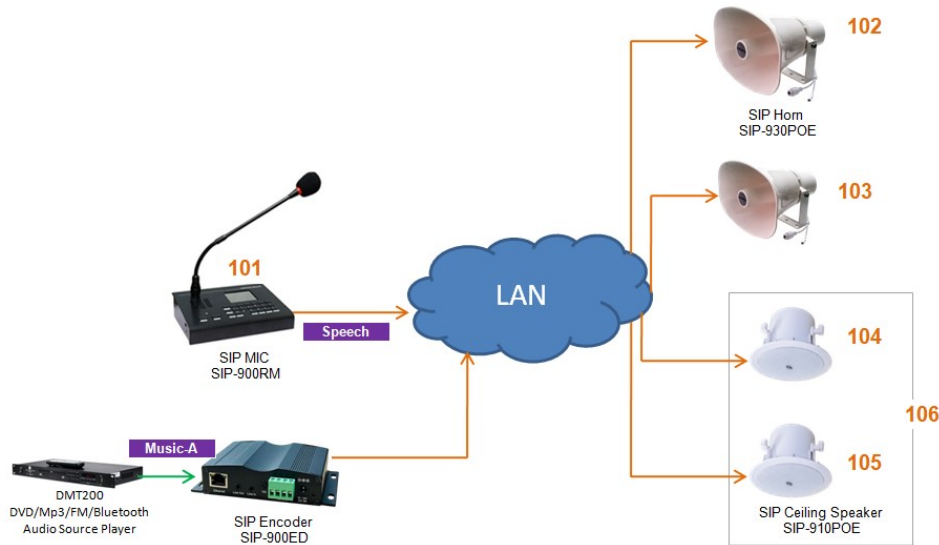 102
SIP Horn
SIP-930POE
103
101
LAN
Speech
SIP MIC
SIP-900RM
104
106
Music-A
105
DMT200
DVD/Mp3/FM/Bluetooth
Audio Source Player
SIP Encoder
SIP-900ED
SIP Ceiling Speaker
SIP-910POE